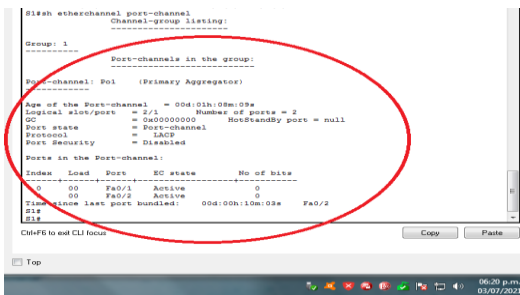 S1#sh etherchannel port-channel
Channel-group listing:
----------------------
Group: 1
----------
Port-channels in the group:
---------------------------
Port-channel: Po1 (Primary Aggregator)
------------
Age of the Port-channel = 00d:01h:08m:09s
Logical slot/port = 2/1 Number of ports = 2
GC = 0x00000000 HotStandBy port = null
Port state = Port-channel
Protocol = LACP
Port Security = Disabled
Ports in the Port-channel:
Index Load Port EC state No of bits
------+------+------+------------------+-----------
0 00 Fa0/1 Active 0
0 00 Fa0/2 Active 0
Time since last port bundled: 00d:00h:10m:03s Fa0/2
S1#
S1#
Ctrl+F6 to exit CLI focus
Copy
Paste
Top
06:20 p.m.
03/07/2021